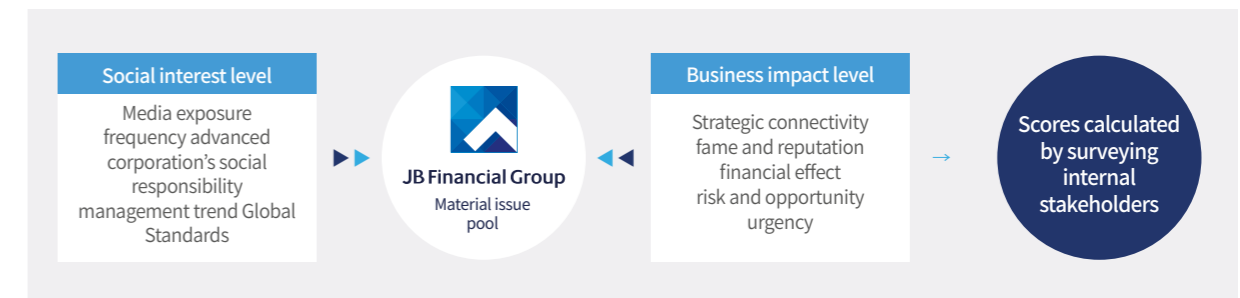 Social interest level
Media exposure
frequency advanced
corporation's social
responsibility
management trend Global
Standards
JB Financial Group
Material issue
pool
Business impact level
Strategic connectivity
fame and reputation
financial effect
risk and opportunity
urgency
→
Scores calculated
by surveying
internal
stakeholders